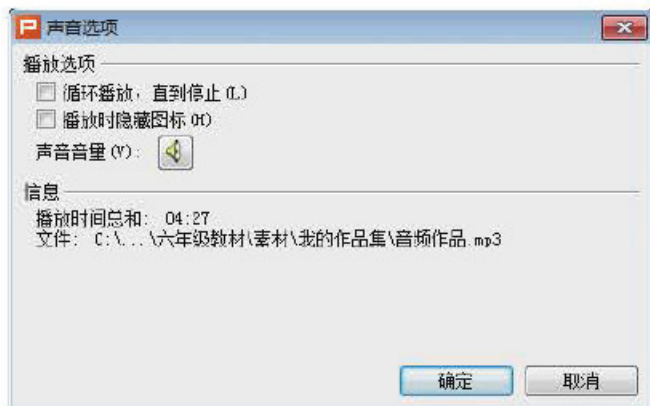 P 声音选项
播放选项
循环播放，直到停止(L)
播放时隐藏图标(H)
声音音量(V):
信息
播放时间总和: 04:27
文件: C:\...\六年级教材\素材\我的作品集\音频作品.mp3
确定 取消